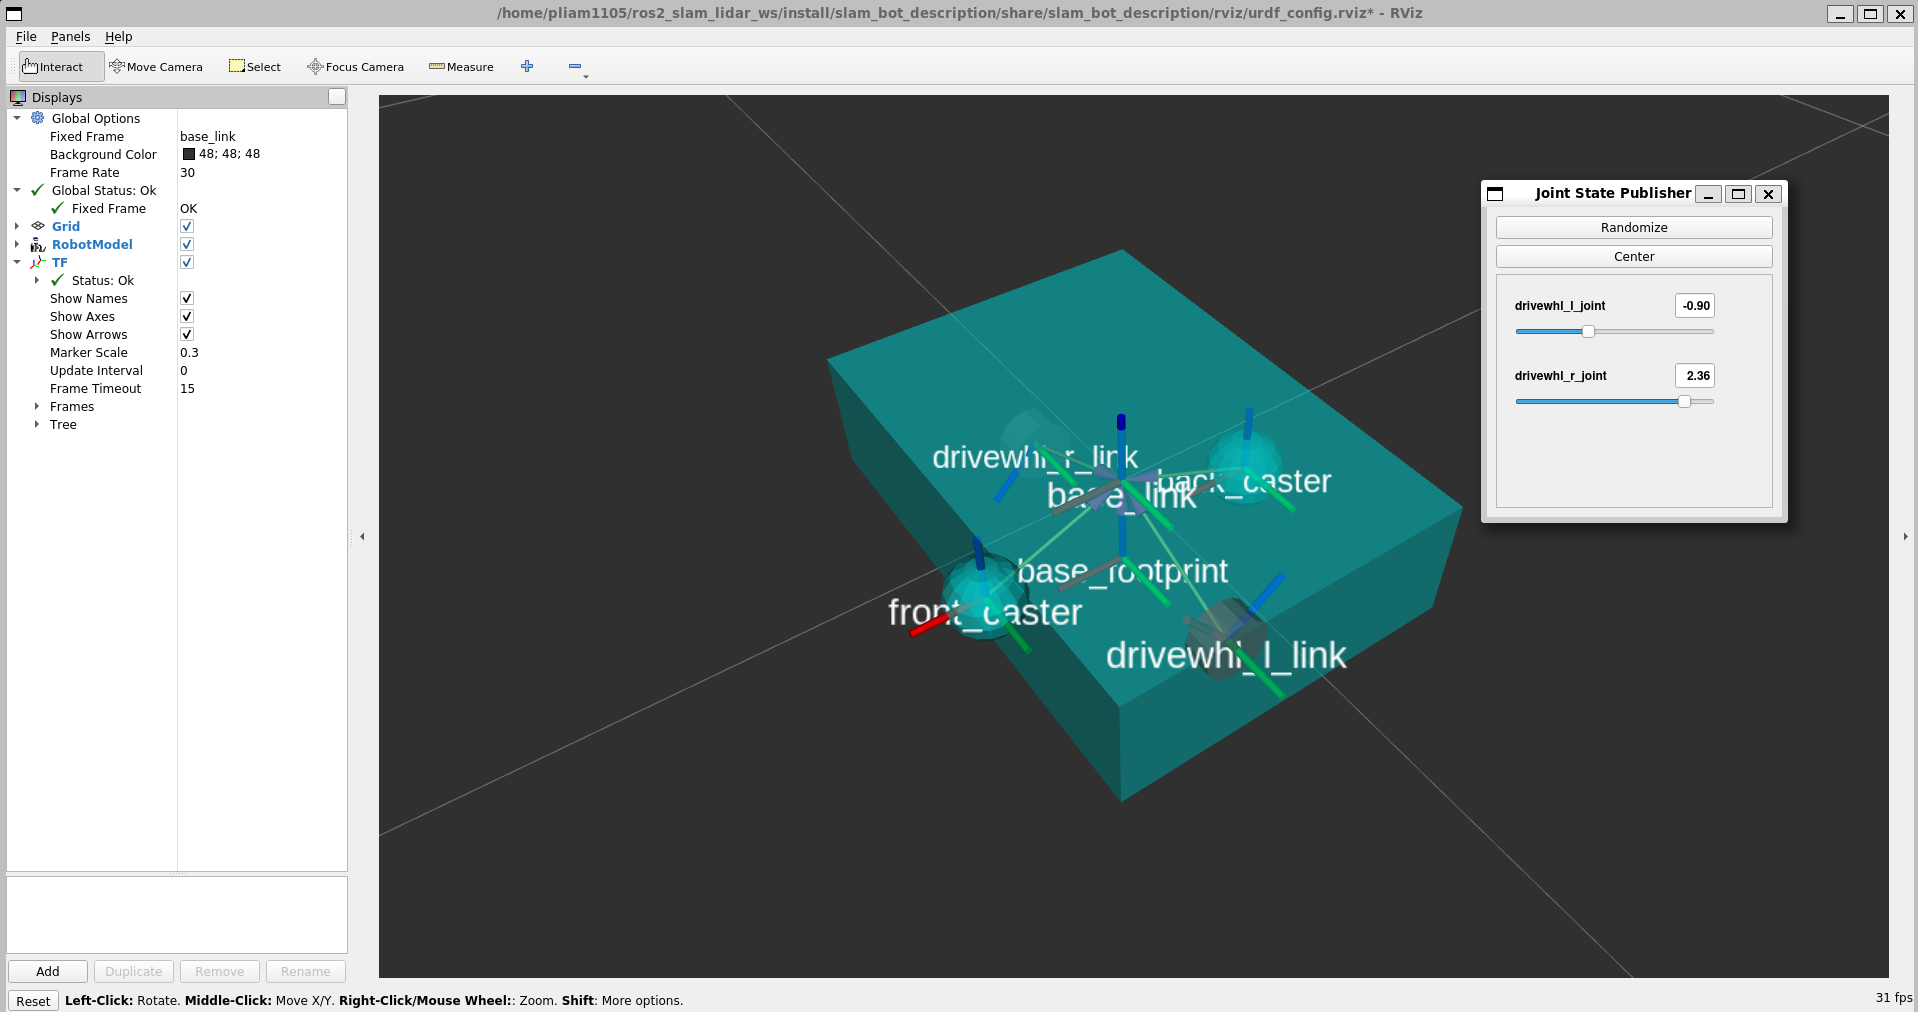 /home/pliam1105/ros2_slam_lidar_ws/install/slam_bot_description/share/slam_bot_description/rviz/urdf_config.rviz* - RViz
File Panels Help
Interact Move Camera Select Focus Camera Measure
Displays
Global Options
Fixed Frame base_link
Background Color 48; 48; 48
Frame Rate 30
Global Status: Ok
Fixed Frame OK
Grid
RobotModel
TF
Status: Ok
Show Names
Show Axes
Show Arrows
Marker Scale 0.3
Update Interval 0
Frame Timeout 15
Frames
Tree
Add Duplicate Remove Rename
drivewhl_r_link
back_caster
base_link
base_footprint
front_caster
drivewhl_l_link
Joint State Publisher
Randomize
Center
drivewhl_l_joint -0.90
drivewhl_r_joint 2.36
Reset Left-Click: Rotate. Middle-Click: Move X/Y. Right-Click/Mouse Wheel:: Zoom. Shift: More options. 31 fps